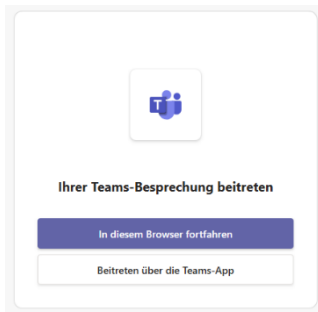 T
Ihrer Teams-Besprechung beitreten
In diesem Browser fortfahren
Beitreten über die Teams-App